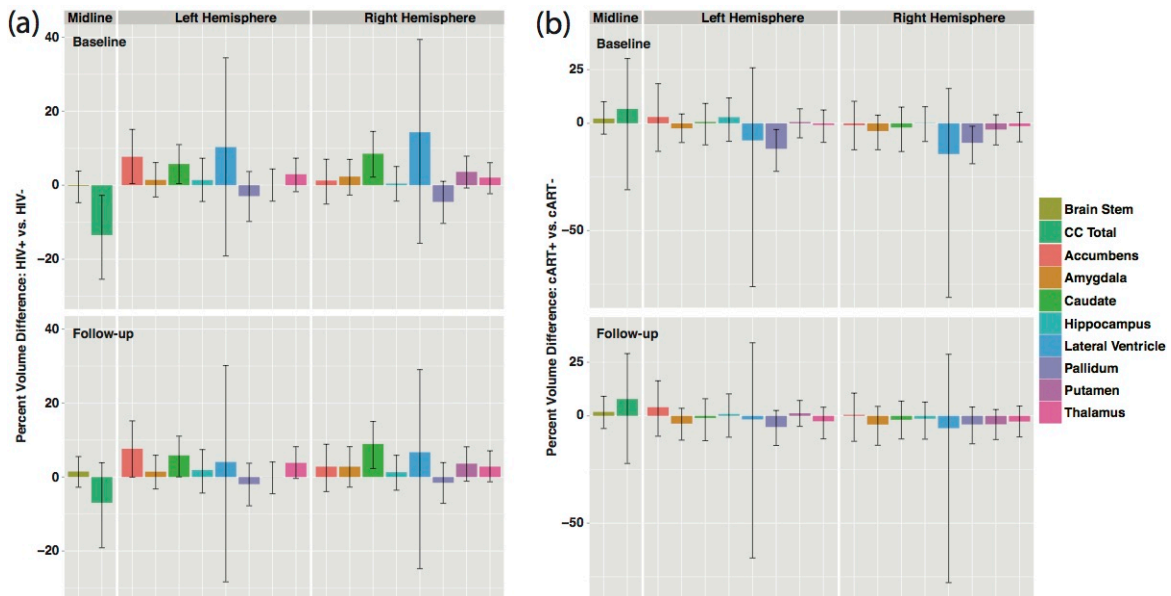 (a)
Midline Left Hemisphere Right Hemisphere
Baseline
40
20
0
−20
Follow-up
40
20
0
−20
Percent Volume Difference: HIV+ vs. HIV-
(b)
Midline Left Hemisphere Right Hemisphere
Baseline
25
0
−50
Follow-up
25
0
−50
Percent Volume Difference: cART+ vs. cART-
Brain Stem
CC Total
Accumbens
Amygdala
Caudate
Hippocampus
Lateral Ventricle
Pallidum
Putamen
Thalamus